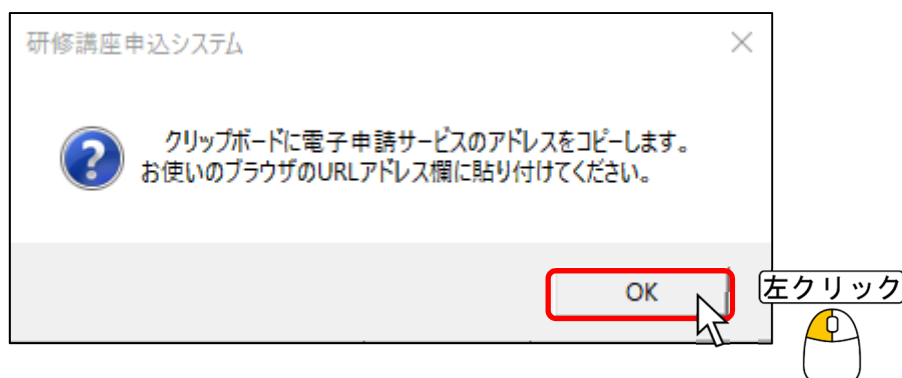 研修講座申込システム
クリップボードに電子申請サービスのアドレスをコピーします。
お使いのブラウザのURLアドレス欄に貼り付けてください。
OK
左クリック